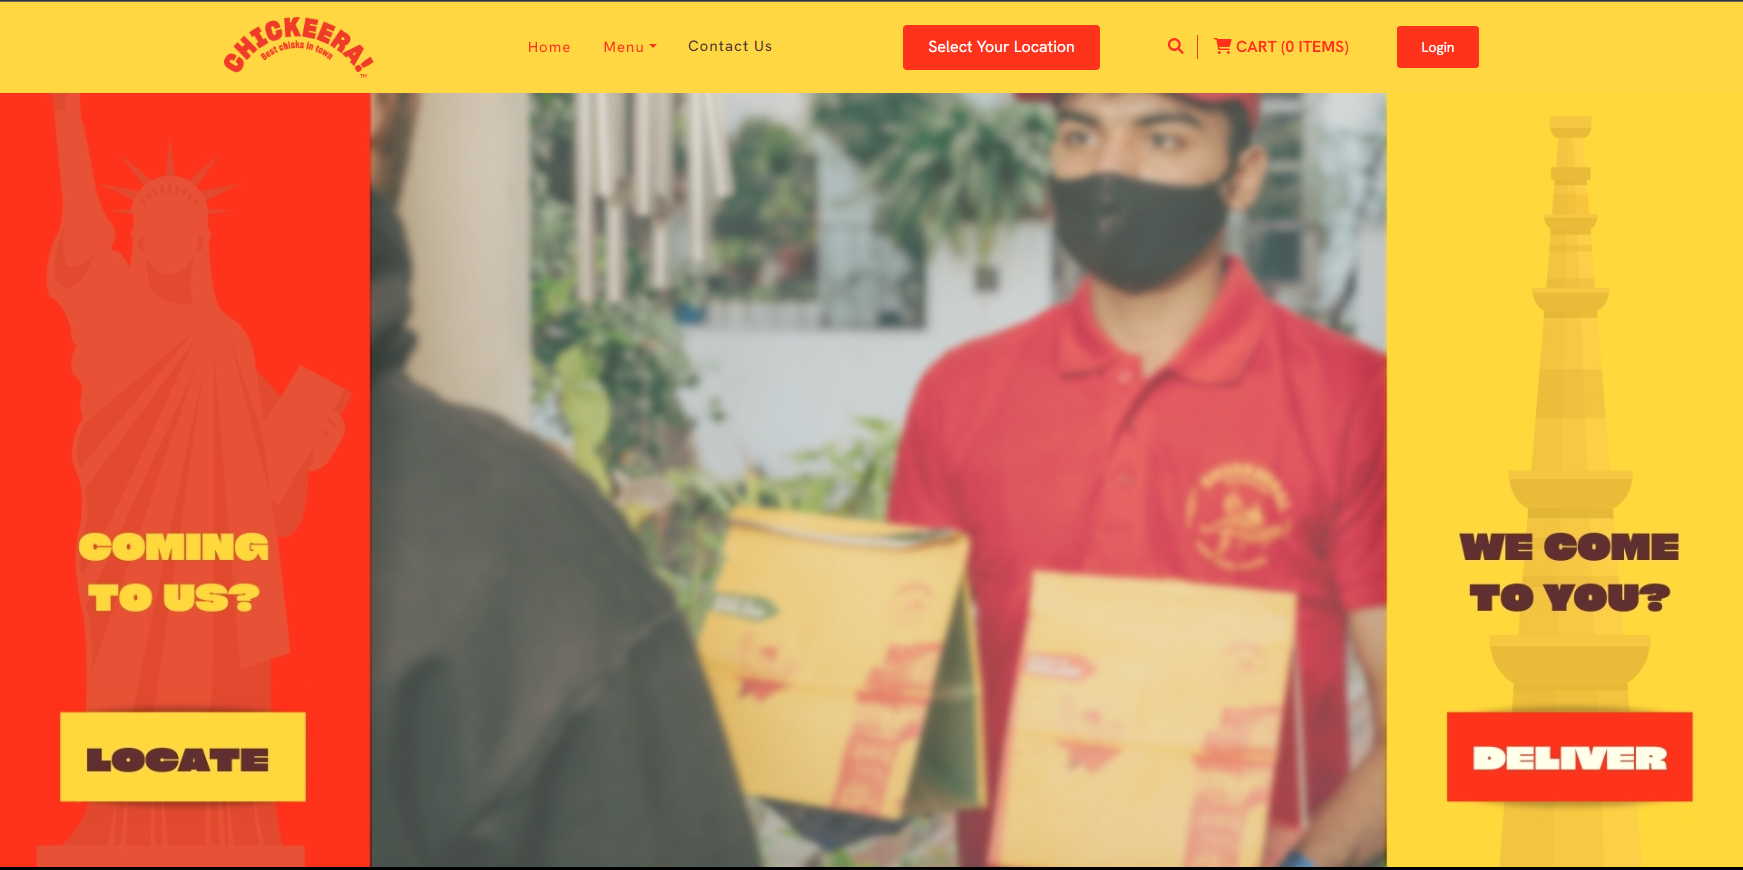 CHICKEERA!
Best chicks in town
TM
Home
Menu
Contact Us
Select Your Location
CART (0 ITEMS)
Login
COMING
TO US?
LOCATE
WE COME
TO YOU?
DELIVER